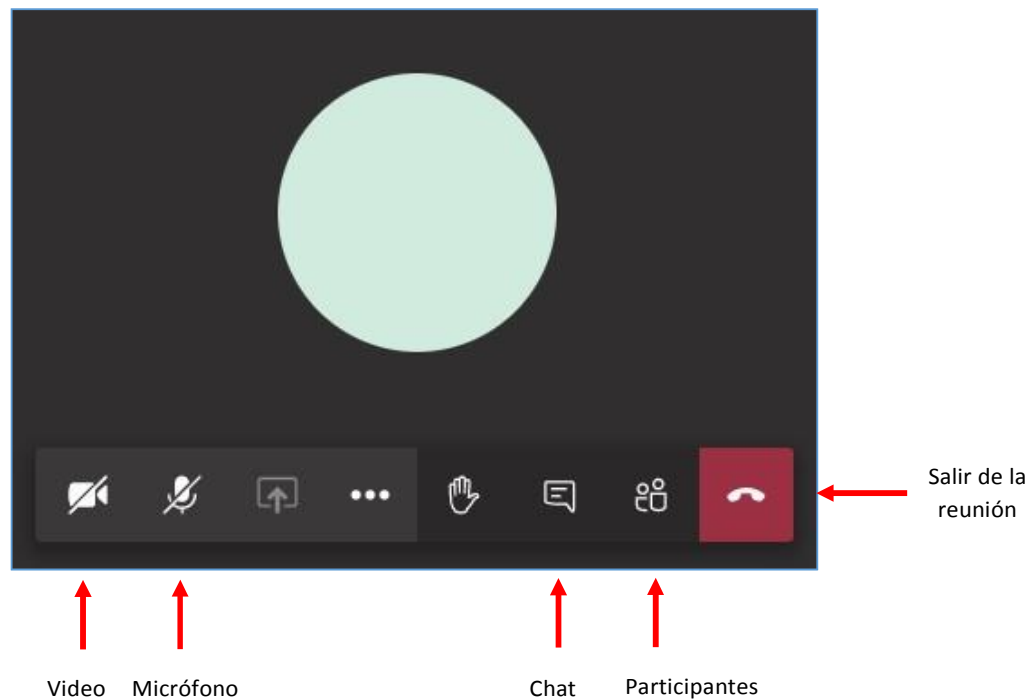 Salir de la
reunión
Video
Micrófono
Chat
Participantes